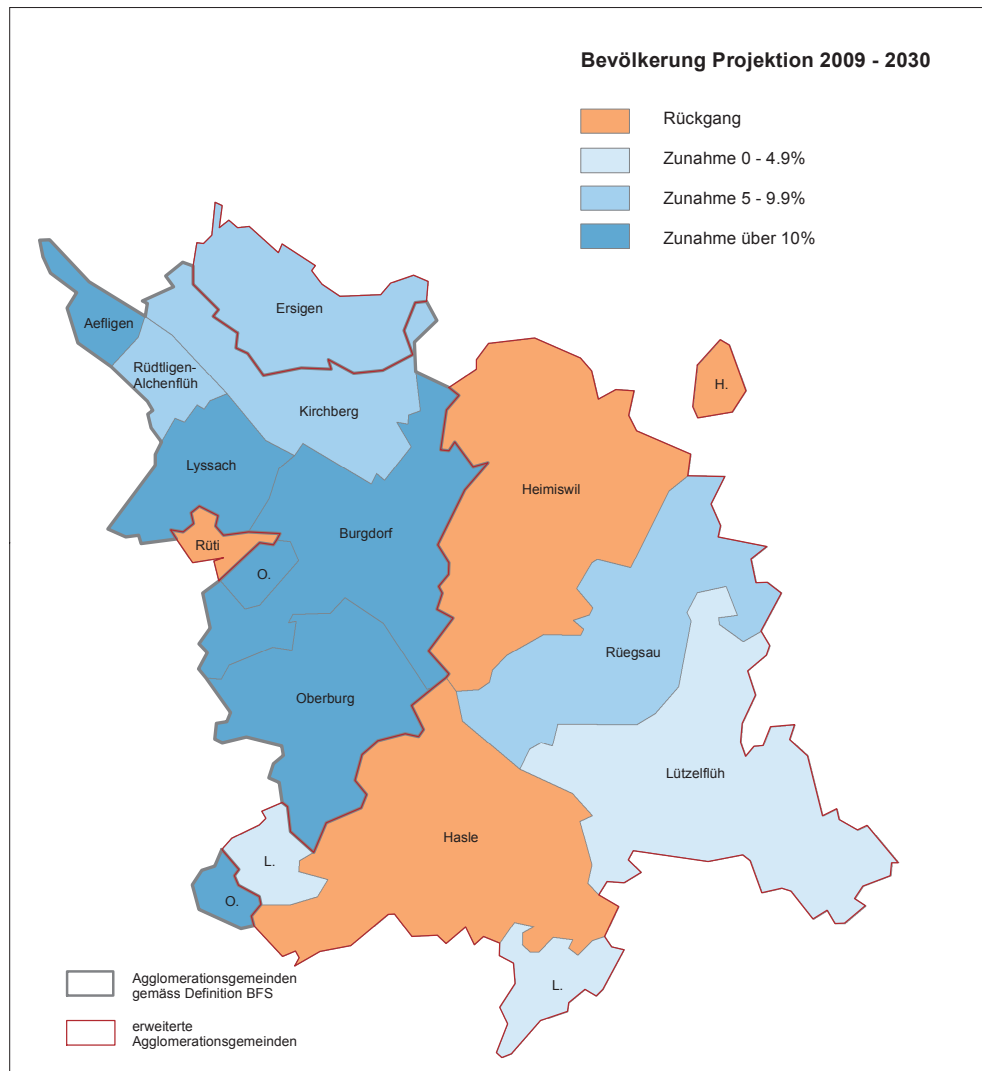 Bevölkerung Projektion 2009 - 2030
Rückgang
Zunahme 0 - 4.9%
Zunahme 5 - 9.9%
Zunahme über 10%
Ersigen
Aefligen
Rüdtligen-
Alchenflüh
H.
Kirchberg
Lyssach
Heimiswil
Burgdorf
Rüti
O.
Rüegsau
Oberburg
Lützelflüh
Hasle
L.
O.
L.
Agglomerationsgemeinden
gemäss Definition BFS
erweiterte
Agglomerationsgemeinden